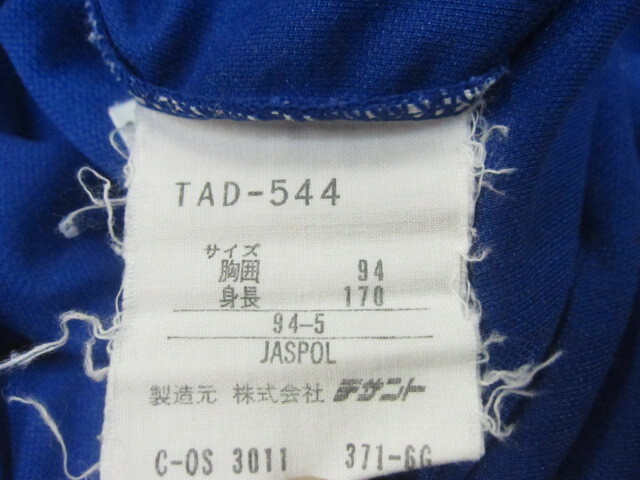 TAD-544
サイズ
胸囲 94
身長 170
94-5
JASPOL
製造元 株式会社 デサント
C-OS 3011 371-6G